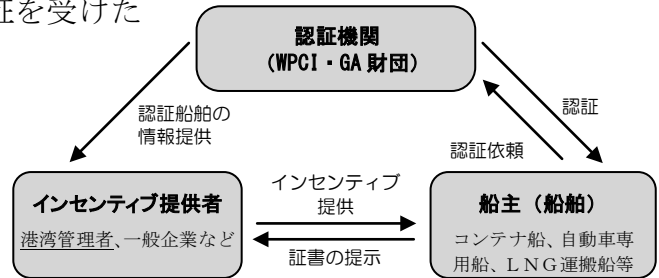 証を受けた
認証機関
(WPCI・GA財団)
認証船舶の
情報提供
認証
認証依頼
インセンティブ提供者
港湾管理者、一般企業など
インセンティブ
提供
証書の提示
船主（船舶）
コンテナ船、自動車専
用船、ＬＮＧ運搬船等